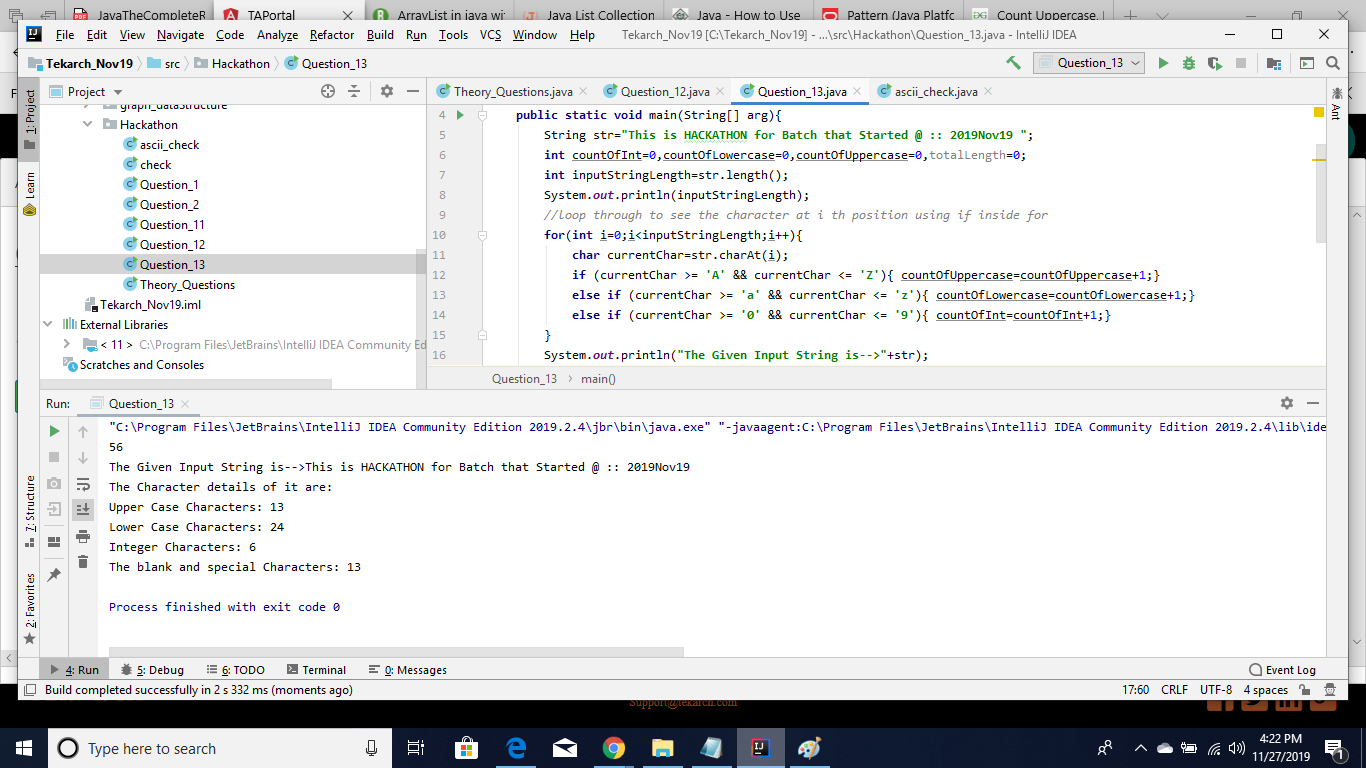 JavaTheCompleteR
TAPortal
ArrayList in java wi
Java List Collection
Java - How to Use
Pattern (Java Platfo
Count Uppercase,
File Edit View Navigate Code Analyze Refactor Build Run Tools VCS Window Help Tekarch_Nov19 [C:\Tekarch_Nov19] - ...\src\Hackathon\Question_13.java - IntelliJ IDEA
Tekarch_Nov19 src Hackathon Question_13
Question_13
1: Project
Learn
7: Structure
2: Favorites
Project
graph_dataStructure
Hackathon
ascii_check
check
Question_1
Question_2
Question_11
Question_12
Question_13
Theory_Questions
Tekarch_Nov19.iml
External Libraries
< 11 > C:\Program Files\JetBrains\IntelliJ IDEA Community Ed
Scratches and Consoles
Theory_Questions.java Question_12.java Question_13.java ascii_check.java
Ant
4 public static void main(String[] arg){
5 String str="This is HACKATHON for Batch that Started @ :: 2019Nov19 ";
6 int countOfInt=0,countOfLowercase=0,countOfUppercase=0,totalLength=0;
7 int inputStringLength=str.length();
8 System.out.println(inputStringLength);
9 //loop through to see the character at i th position using if inside for
10 for(int i=0;i<inputStringLength;i++){
11 char currentChar=str.charAt(i);
12 if (currentChar >= 'A' && currentChar <= 'Z'){ countOfUppercase=countOfUppercase+1;}
13 else if (currentChar >= 'a' && currentChar <= 'z'){ countOfLowercase=countOfLowercase+1;}
14 else if (currentChar >= '0' && currentChar <= '9'){ countOfInt=countOfInt+1;}
15 }
16 System.out.println("The Given Input String is-->"+str);
Question_13 main()
Run: Question_13
"C:\Program Files\JetBrains\IntelliJ IDEA Community Edition 2019.2.4\jbr\bin\java.exe" "-javaagent:C:\Program Files\JetBrains\IntelliJ IDEA Community Edition 2019.2.4\lib\ide
56
The Given Input String is-->This is HACKATHON for Batch that Started @ :: 2019Nov19
The Character details of it are:
Upper Case Characters: 13
Lower Case Characters: 24
Integer Characters: 6
The blank and special Characters: 13
Process finished with exit code 0
4: Run 5: Debug 6: TODO Terminal 0: Messages Event Log
Build completed successfully in 2 s 332 ms (moments ago) 17:60 CRLF UTF-8 4 spaces
Support@tekarch.com
Type here to search
4:22 PM
11/27/2019
1